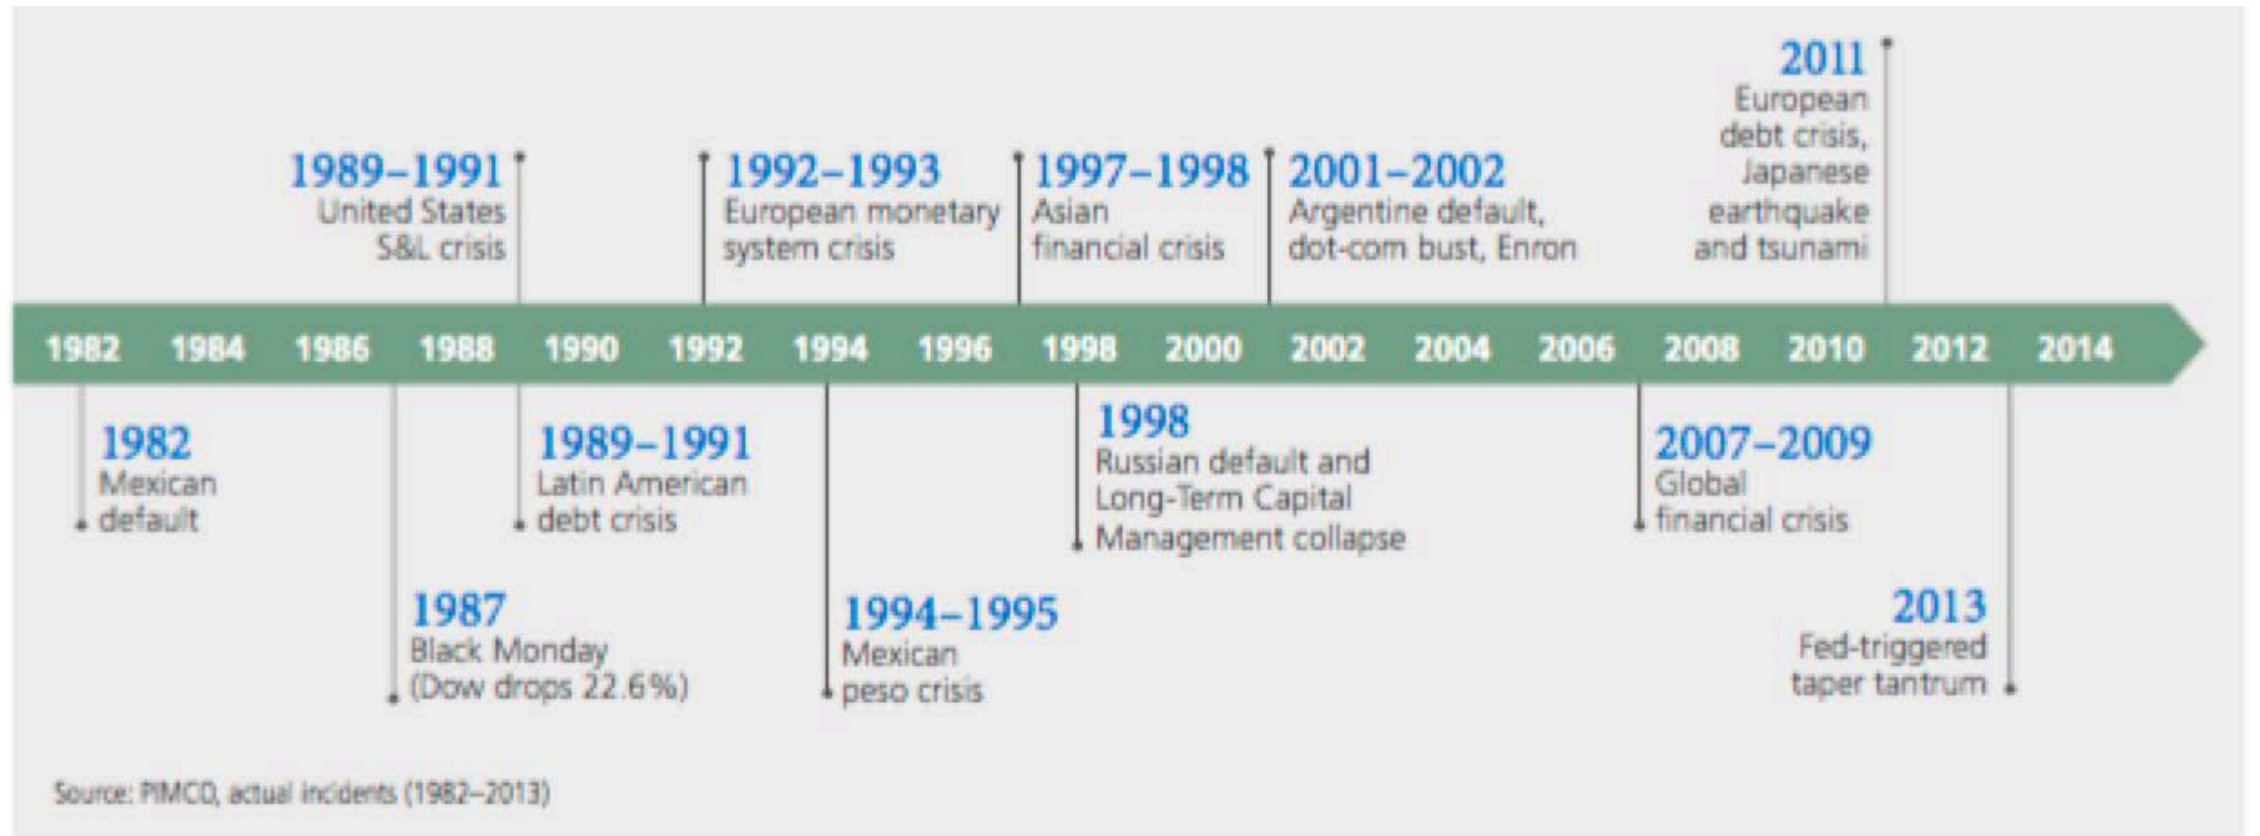 2011
European
debt crisis,
Japanese
earthquake
and tsunami
1989–1991
United States
S&L crisis
1992–1993
European monetary
system crisis
1997–1998
Asian
financial crisis
2001–2002
Argentine default,
dot-com bust, Enron
1982 1984 1986 1988 1990 1992 1994 1996 1998 2000 2002 2004 2006 2008 2010 2012 2014
1982
Mexican
default
1989–1991
Latin American
debt crisis
1998
Russian default and
Long-Term Capital
Management collapse
2007–2009
Global
financial crisis
1987
Black Monday
(Dow drops 22.6%)
1994–1995
Mexican
peso crisis
2013
Fed-triggered
taper tantrum
Source: PIMCO, actual incidents (1982–2013)